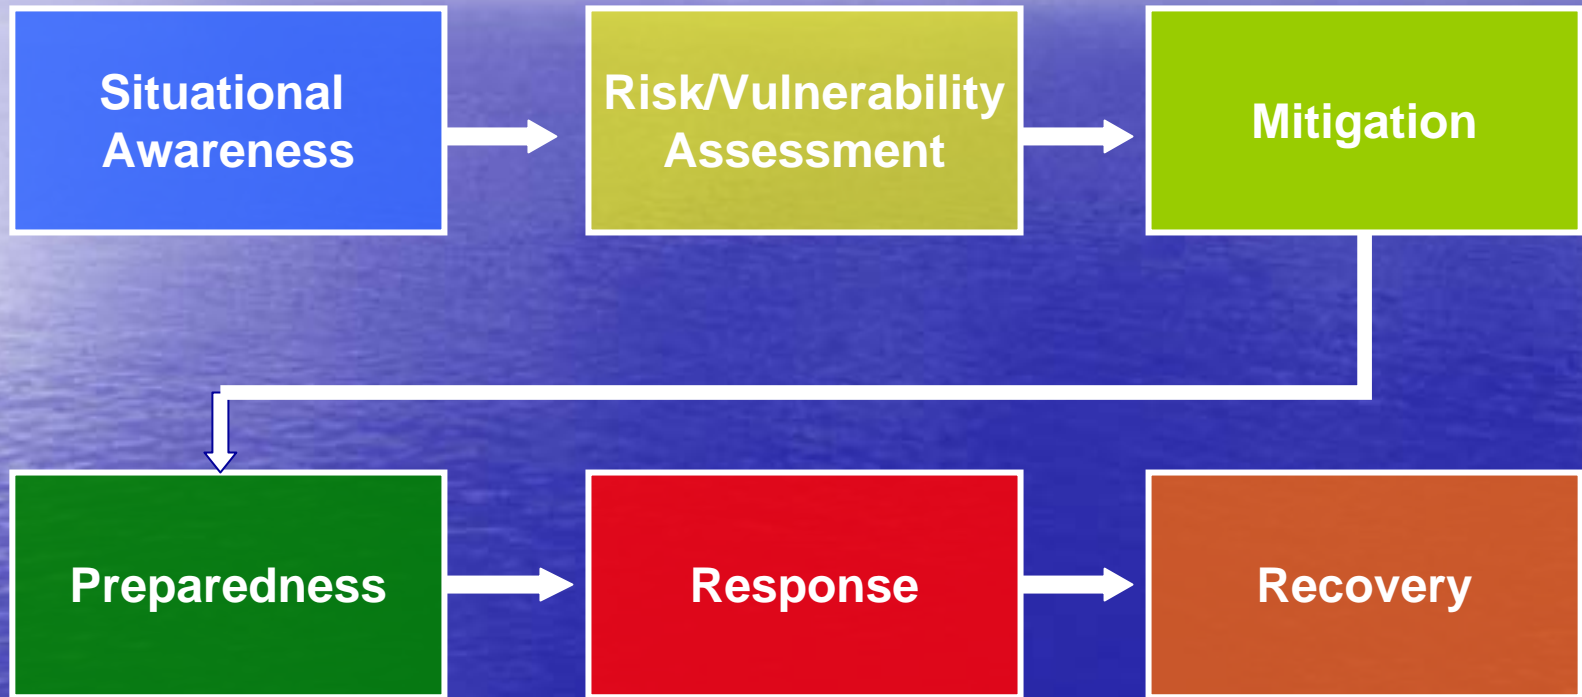 Situational
Awareness
Risk/Vulnerability
Assessment
Mitigation
Preparedness
Response
Recovery